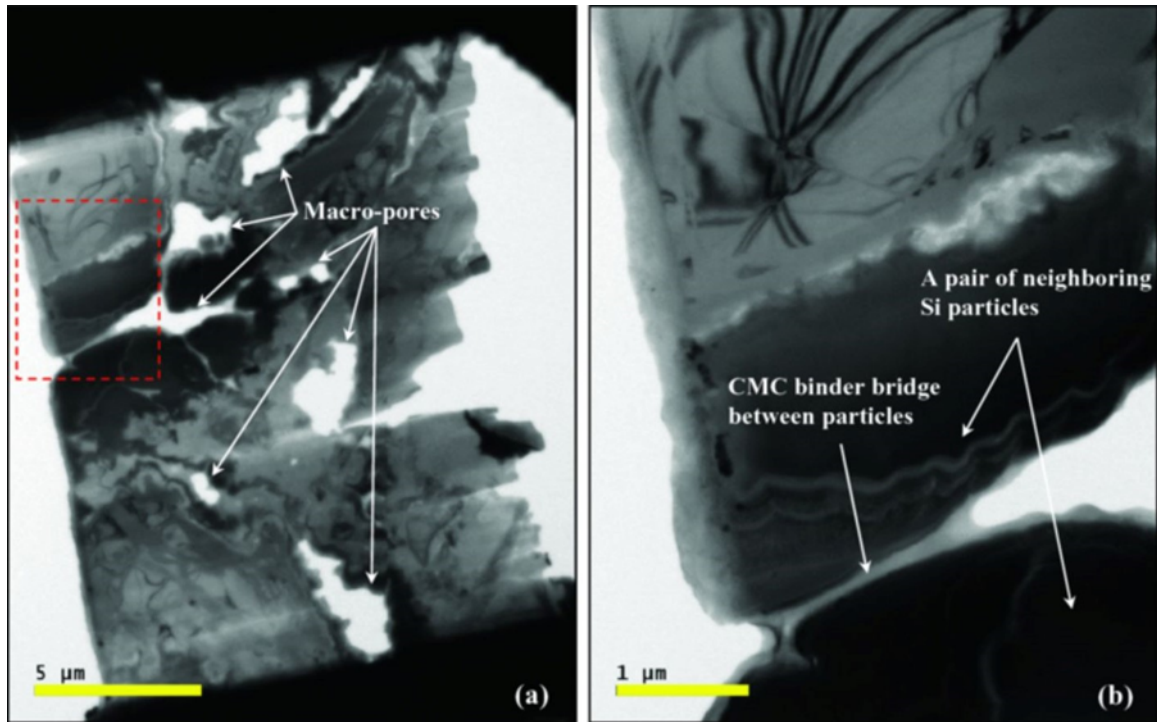 Macro-pores
5 μm
(a)
A pair of neighboring
Si particles
CMC binder bridge
between particles
1 μm
(b)